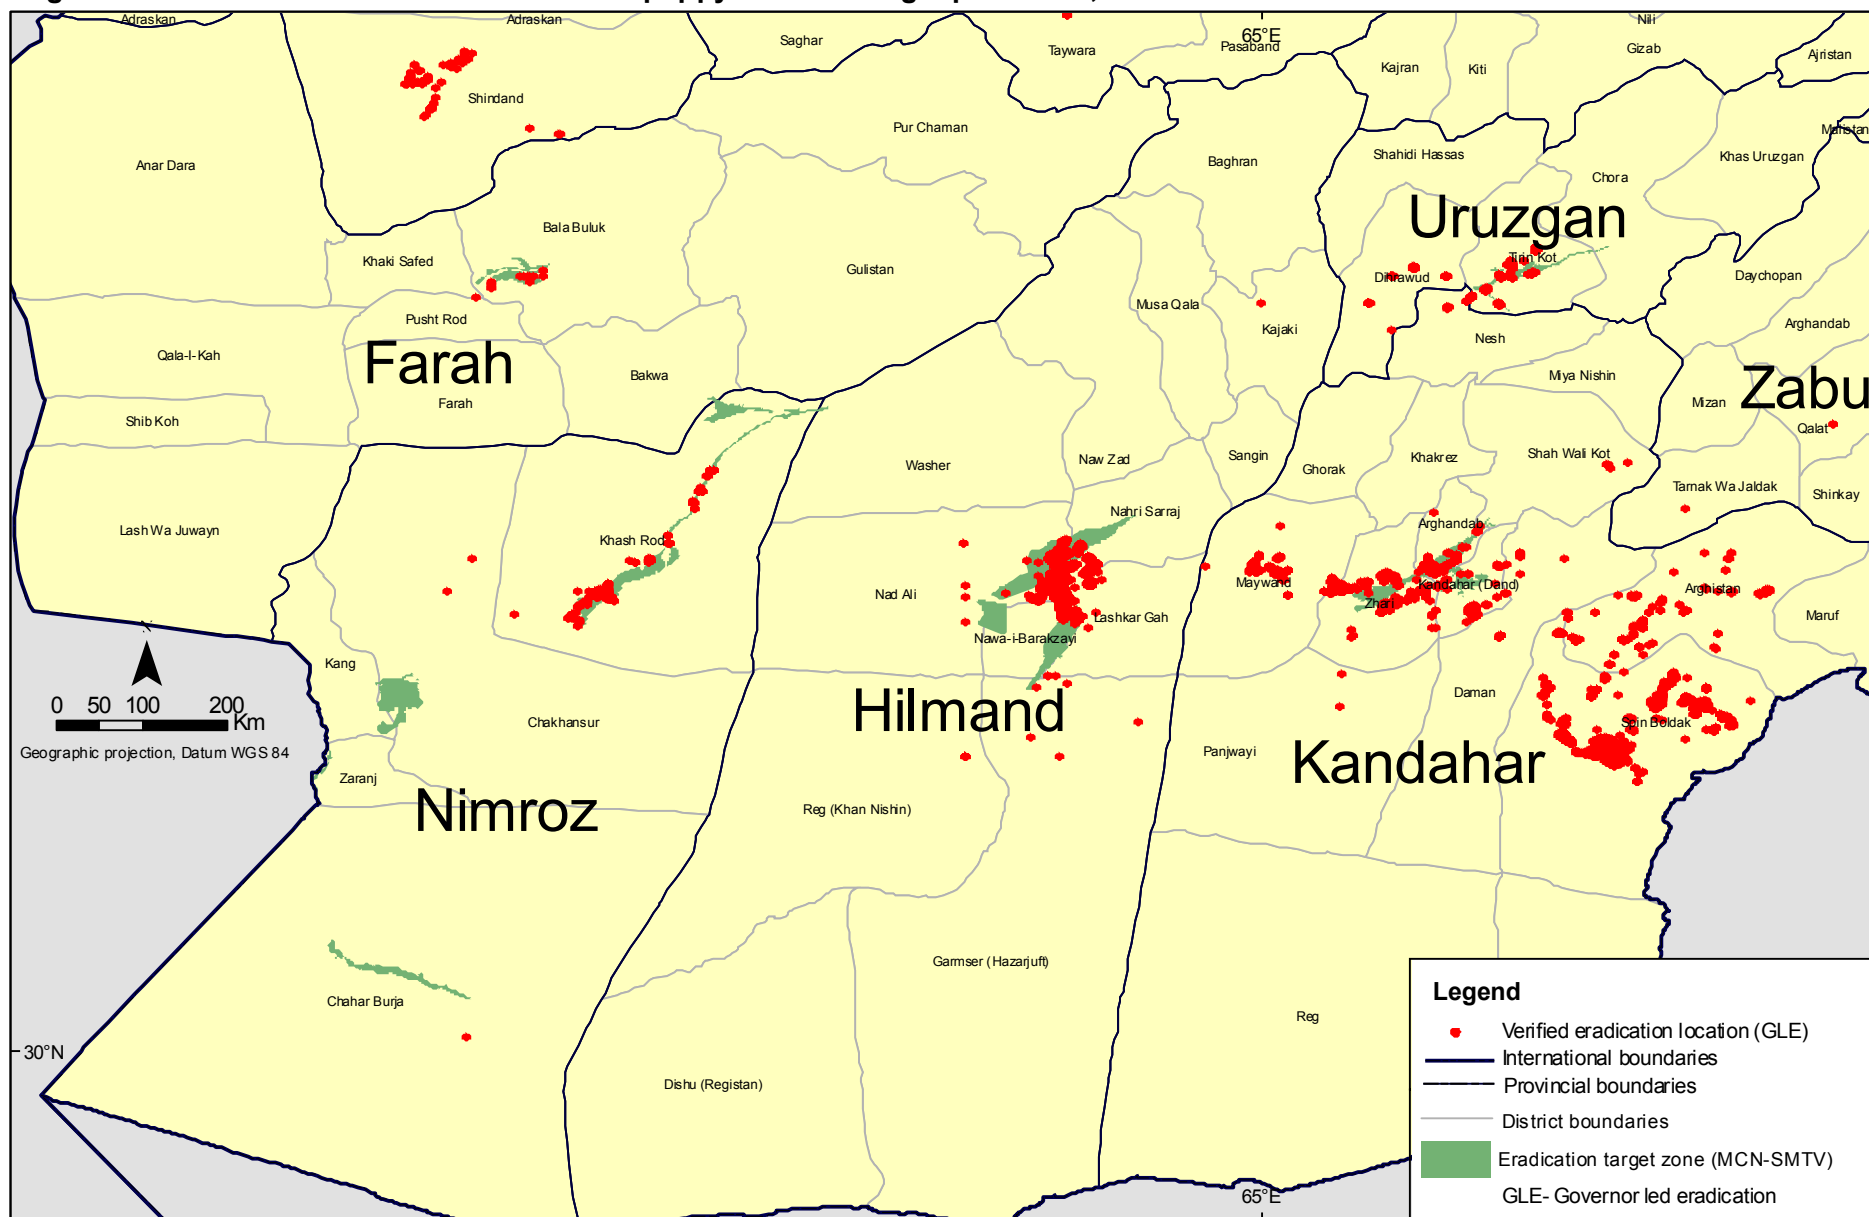 Adraskan
Adraskan
Saghar
Taywara
65°E
Pasaband
Nili
Gizab
Ajristan
Kajran
Kiti
Shindand
Pur Chaman
Malistan
Anar Dara
Baghran
Shahidi Hassas
Khas Uruzgan
Chora
Uruzgan
Bala Buluk
Khaki Safed
Gulistan
Tirin Kot
Dihrawud
Daychopan
Musa Qala
Pusht Rod
Kajaki
Arghandab
Nesh
Qala-I-Kah
Farah
Bakwa
Miya Nishin
Zabu
Farah
Mizan
Shib Koh
Qalat
Washer
Naw Zad
Sangin
Ghorak
Khakrez
Shah Wali Kot
Tarnak Wa Jaldak
Shinkay
Lash Wa Juwayn
Nahri Sarraj
Arghandab
Khash Rod
Maywand
Kandahar (Dand)
Arghistan
Nad Ali
Zhari
Lashkar Gah
Maruf
Nawa-i-Barakzayi
N
Kang
0 50 100 200
Km
Geographic projection, Datum WGS 84
Hilmand
Daman
Chakhansur
Spin Boldak
Panjwayi
Kandahar
Zaranj
Nimroz
Reg (Khan Nishin)
Garmser (Hazarjuft)
Chahar Burja
Reg
30°N
Dishu (Registan)
65°E
Legend
Verified eradication location (GLE)
International boundaries
Provincial boundaries
District boundaries
Eradication target zone (MCN-SMTV)
GLE- Governor led eradication